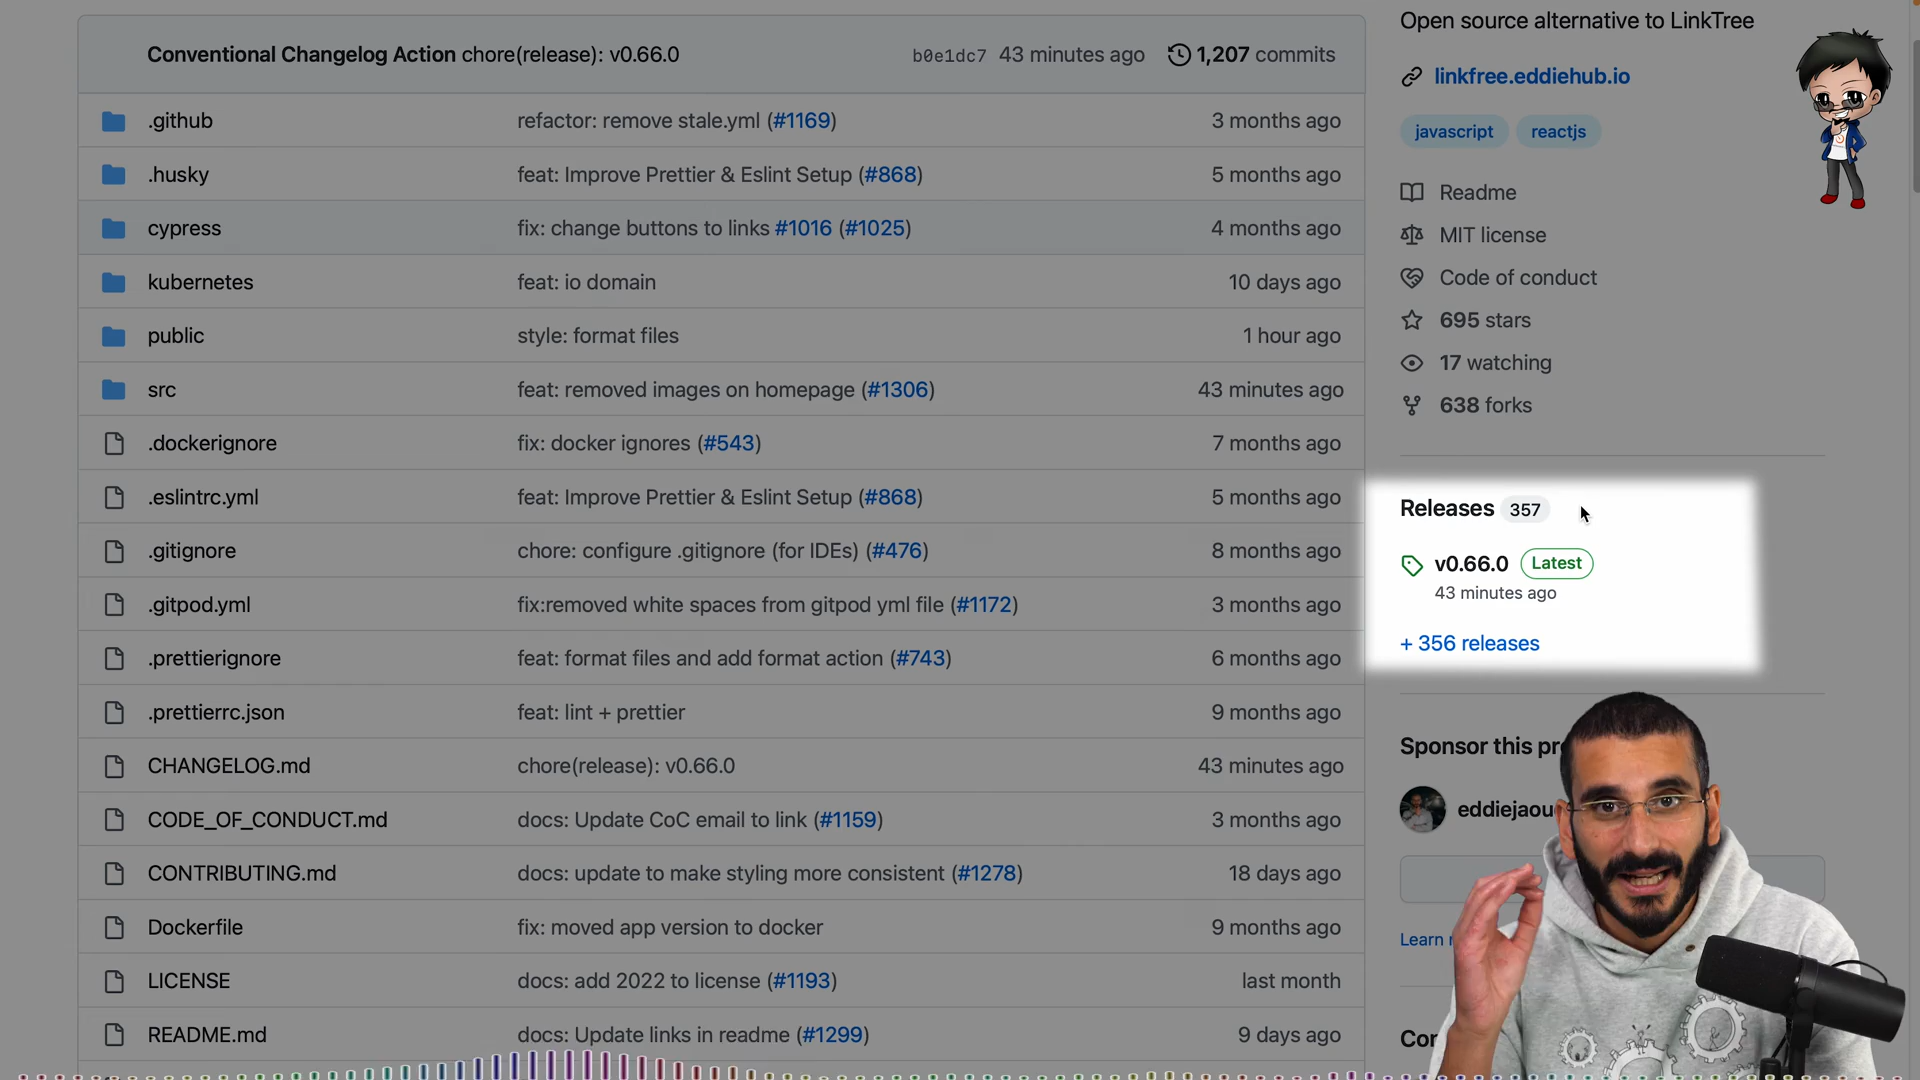 Conventional Changelog Action chore(release): v0.66.0 b0e1dc7 43 minutes ago 1,207 commits
.github refactor: remove stale.yml (#1169) 3 months ago
.husky feat: Improve Prettier & Eslint Setup (#868) 5 months ago
cypress fix: change buttons to links #1016 (#1025) 4 months ago
kubernetes feat: io domain 10 days ago
public style: format files 1 hour ago
src feat: removed images on homepage (#1306) 43 minutes ago
.dockerignore fix: docker ignores (#543) 7 months ago
.eslintrc.yml feat: Improve Prettier & Eslint Setup (#868) 5 months ago
.gitignore chore: configure .gitignore (for IDEs) (#476) 8 months ago
.gitpod.yml fix:removed white spaces from gitpod yml file (#1172) 3 months ago
.prettierignore feat: format files and add format action (#743) 6 months ago
.prettierrc.json feat: lint + prettier 9 months ago
CHANGELOG.md chore(release): v0.66.0 43 minutes ago
CODE_OF_CONDUCT.md docs: Update CoC email to link (#1159) 3 months ago
CONTRIBUTING.md docs: update to make styling more consistent (#1278) 18 days ago
Dockerfile fix: moved app version to docker 9 months ago
LICENSE docs: add 2022 to license (#1193) last month
README.md docs: Update links in readme (#1299) 9 days ago
Open source alternative to LinkTree
linkfree.eddiehub.io
javascript reactjs
Readme
MIT license
Code of conduct
695 stars
17 watching
638 forks
Releases 357
v0.66.0 Latest
43 minutes ago
+ 356 releases
Sponsor this
eddiejaou
Learn